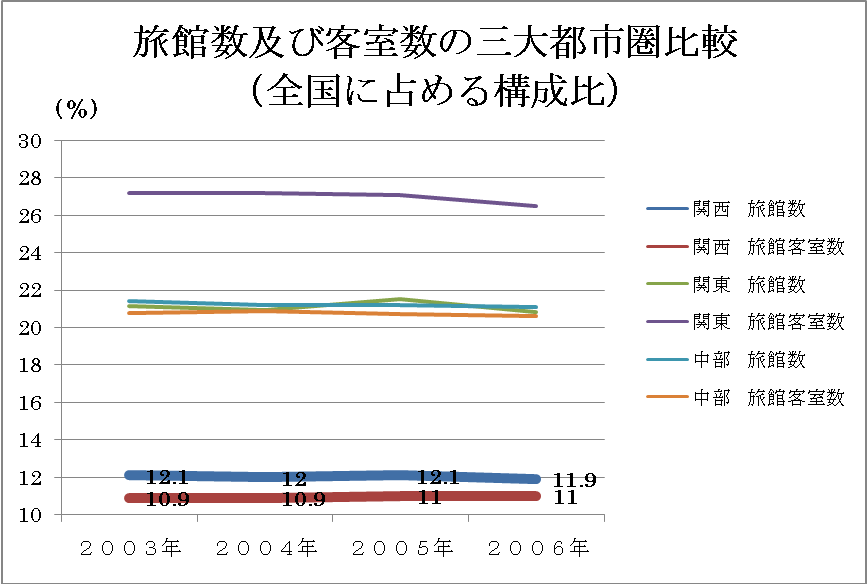 旅館数及び客室数の三大都市圏比較
（全国に占める構成比）
(%)
30
28
26
24
22
20
18
16
14
12
10
12.1
12
12.1
11.9
10.9
10.9
11
11
２００３年
２００４年
２００５年
２００６年
関西　旅館数
関西　旅館客室数
関東　旅館数
関東　旅館客室数
中部　旅館数
中部　旅館客室数